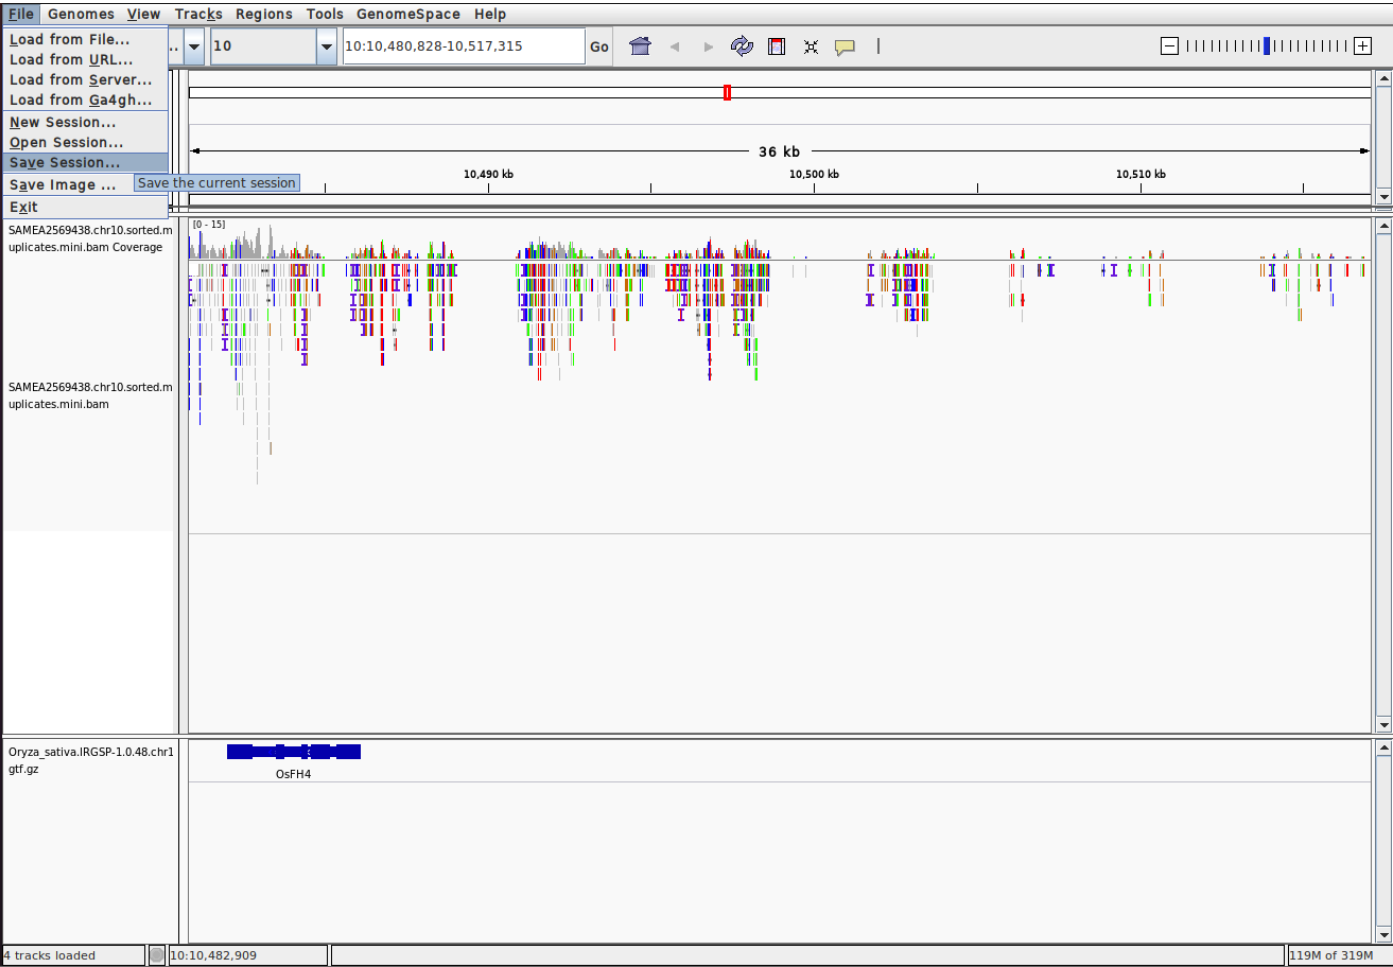 File Genomes View Tracks Regions Tools GenomeSpace Help
Load from File...
Load from URL...
Load from Server...
Load from Ga4gh...
New Session...
Open Session...
Save Session...
Save Image ...
Exit
Save the current session
.. 10 10:10,480,828-10,517,315 Go
36 kb
10,490 kb 10,500 kb 10,510 kb
[0 - 15]
SAMEA2569438.chr10.sorted.m
uplicates.mini.bam Coverage
SAMEA2569438.chr10.sorted.m
uplicates.mini.bam
Oryza_sativa.IRGSP-1.0.48.chr1
gtf.gz
OsFH4
4 tracks loaded 10:10,482,909 119M of 319M